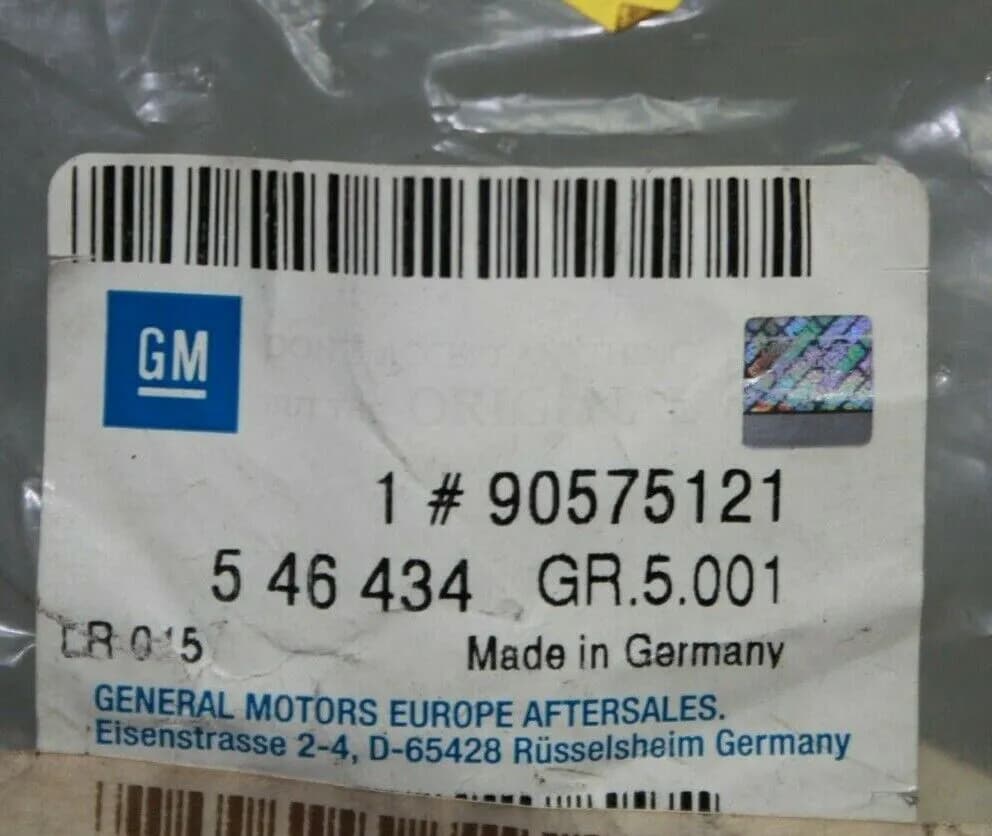 GM
1 # 90575121
5 46 434 GR.5.001
Made in Germany
GENERAL MOTORS EUROPE AFTERSALES.
Eisenstrasse 2-4, D-65428 Rüsselsheim Germany